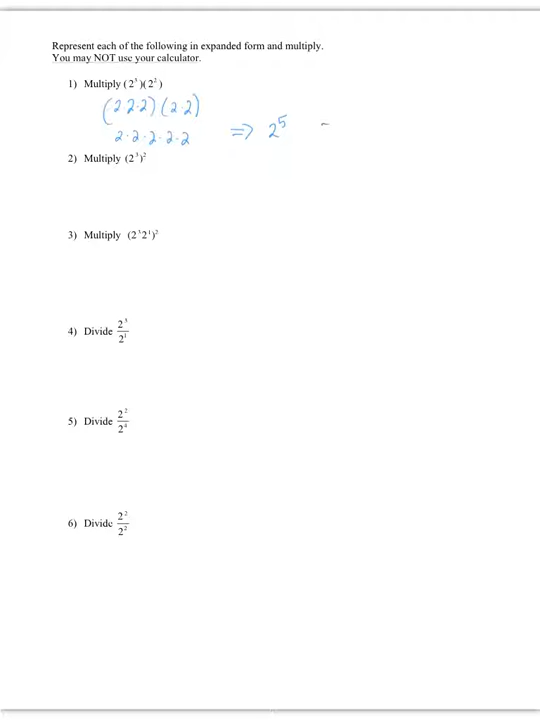 Represent each of the following in expanded form and multiply.
You may NOT use your calculator.
1) Multiply (2³)(2²)
(2·2·2)(2·2)
2·2·2·2·2 ⇒ 2⁵
2) Multiply (2³)²
3) Multiply (2³2¹)²
4) Divide 2³/2¹
5) Divide 2²/2⁴
6) Divide 2²/2²